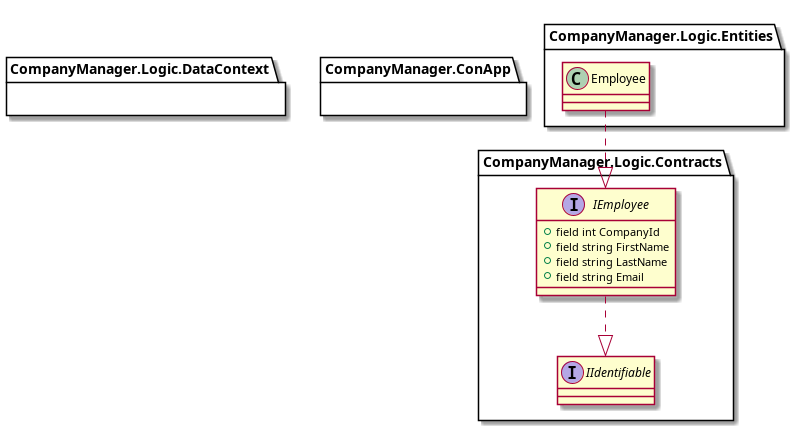 CompanyManager.Logic.Entities
CompanyManager.Logic.DataContext
CompanyManager.ConApp
C Employee
CompanyManager.Logic.Contracts
I IEmployee
field int CompanyId
field string FirstName
field string LastName
field string Email
I IIdentifiable